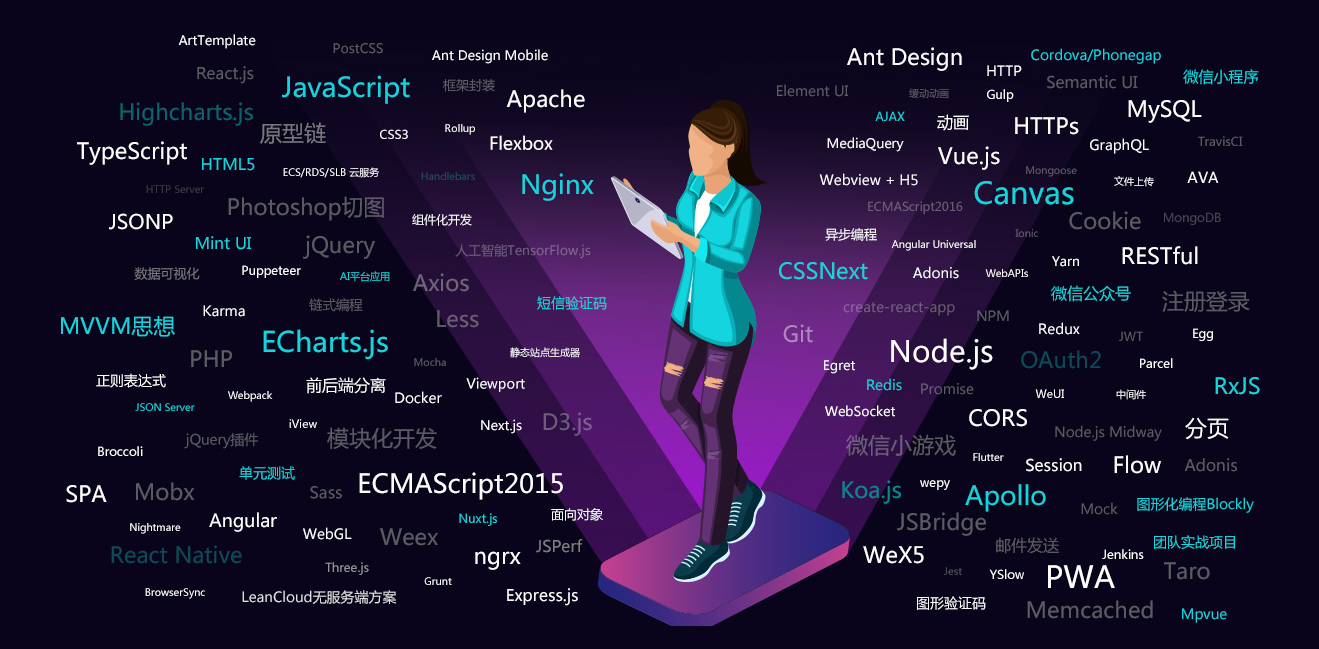 ArtTemplate
PostCSS
Ant Design Mobile
React.js
JavaScript
框架封装
Apache
Highcharts.js
原型链
CSS3
Rollup
Flexbox
TypeScript
HTML5
ECS/RDS/SLB 云服务
Handlebars
Nginx
HTTP Server
Photoshop切图
JSONP
组件化开发
Mint UI
jQuery
人工智能TensorFlow.js
数据可视化
Puppeteer
AI平台应用
Axios
Karma
链式编程
Less
短信验证码
MVVM思想
ECharts.js
PHP
Mocha
静态站点生成器
正则表达式
Webpack
前后端分离
Docker
Viewport
JSON Server
iView
Next.js
D3.js
jQuery插件
模块化开发
Broccoli
单元测试
SPA
Mobx
Sass
ECMAScript2015
Nightmare
Angular
WebGL
Weex
Nuxt.js
面向对象
React Native
Three.js
ngrx
JSPerf
Grunt
BrowserSync
LeanCloud无服务端方案
Express.js
Ant Design
Cordova/Phonegap
HTTP
Semantic UI
微信小程序
Element UI
缓动动画
Gulp
MySQL
AJAX
动画
HTTPs
MediaQuery
Vue.js
GraphQL
TravisCI
Webview + H5
Mongoose
文件上传
AVA
Canvas
ECMAScript2016
Cookie
MongoDB
异步编程
Angular Universal
Ionic
RESTful
CSSNext
Adonis
WebAPIs
Yarn
微信公众号
注册登录
create-react-app
NPM
Git
Redux
JWT
Egg
Node.js
Egret
OAuth2
Parcel
Redis
Promise
WeUI
中间件
RxJS
WebSocket
CORS
Node.js Midway
分页
微信小游戏
Flutter
Session
Flow
Adonis
Koa.js
wepy
Apollo
Mock
图形化编程Blockly
JSBridge
邮件发送
团队实战项目
WeX5
Jenkins
Jest
YSlow
PWA
Taro
图形验证码
Memcached
Mpvue